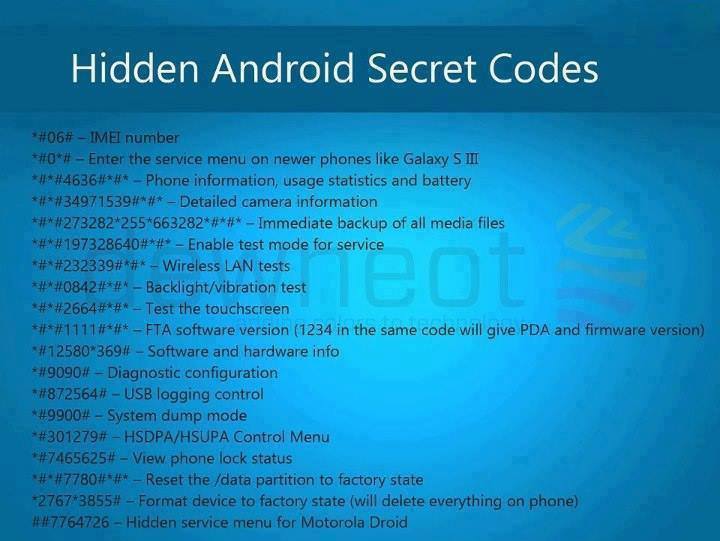 Hidden Android Secret Codes
*#06# – IMEI number
*#0*# – Enter the service menu on newer phones like Galaxy S III
*#*#4636#*#* – Phone information, usage statistics and battery
*#*#34971539#*#* – Detailed camera information
*#*#273282*255*663282*#*#* – Immediate backup of all media files
*#*#197328640#*#* – Enable test mode for service
*#*#232339#*#* – Wireless LAN tests
*#*#0842#*#* – Backlight/vibration test
*#*#2664#*#* – Test the touchscreen
*#*#1111#*#* – FTA software version (1234 in the same code will give PDA and firmware version)
*#12580*369# – Software and hardware info
*#9090# – Diagnostic configuration
*#872564# – USB logging control
*#9900# – System dump mode
*#301279# – HSDPA/HSUPA Control Menu
*#7465625# – View phone lock status
*#*#7780#*#* – Reset the /data partition to factory state
*2767*3855# – Format device to factory state (will delete everything on phone)
##7764726 – Hidden service menu for Motorola Droid